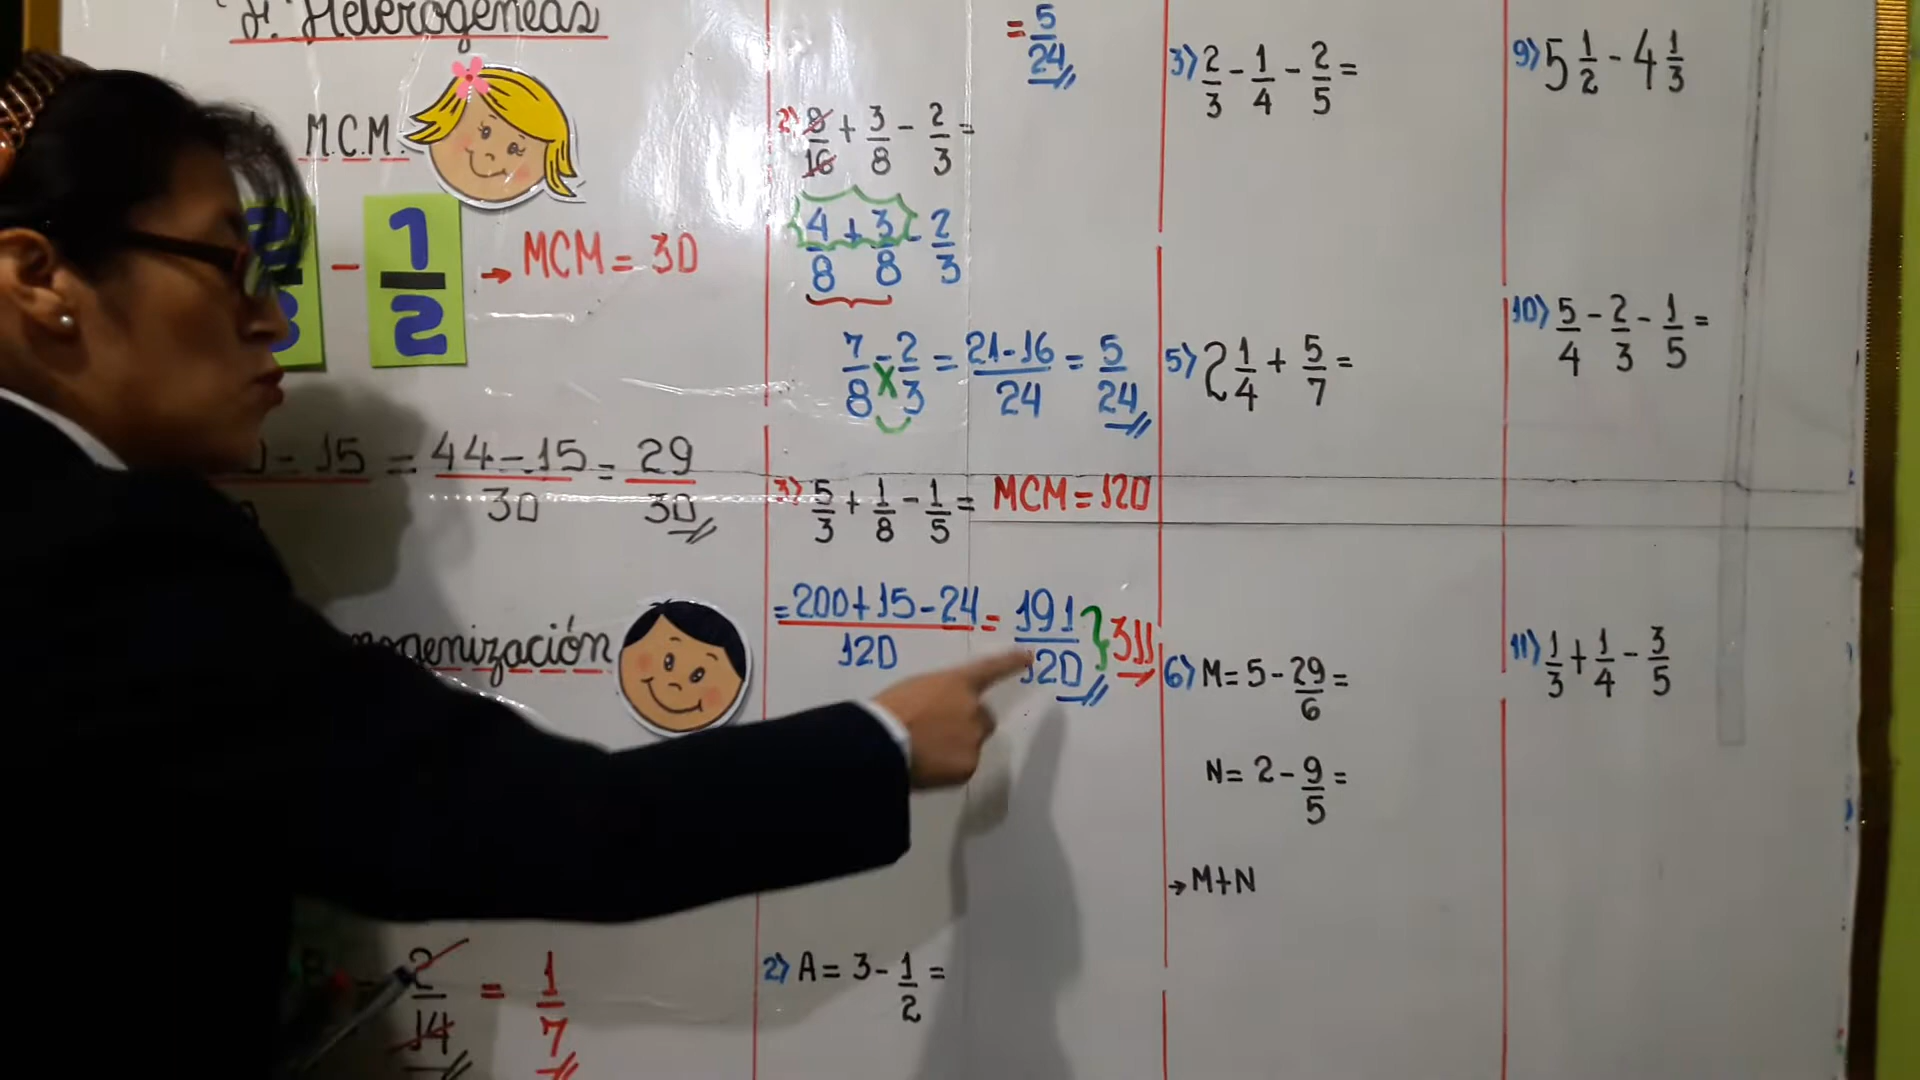 F. Heterogéneas
M.C.M.
- 1/2 → MCM = 30
- 15 = 44-15/30 = 29/30
ogenización
2/14 = 1/7
= 5/24
2) 8/16 + 3/8 - 2/3 =
4/8 + 3/8 - 2/3
7/8 - 2/3 = 21-16/24 = 5/24
3) 5/3 + 1/8 - 1/5 = MCM = 120
= 200+15-24/120 = 191/120 } 311
2) A = 3 - 1/2 =
3) 2/3 - 1/4 - 2/5 =
5) 2 1/4 + 5/7 =
6) M = 5 - 29/6 =
N = 2 - 9/5 =
→ M+N
9) 5 1/2 - 4 1/3
10) 5/4 - 2/3 - 1/5 =
11) 1/3 + 1/4 - 3/5